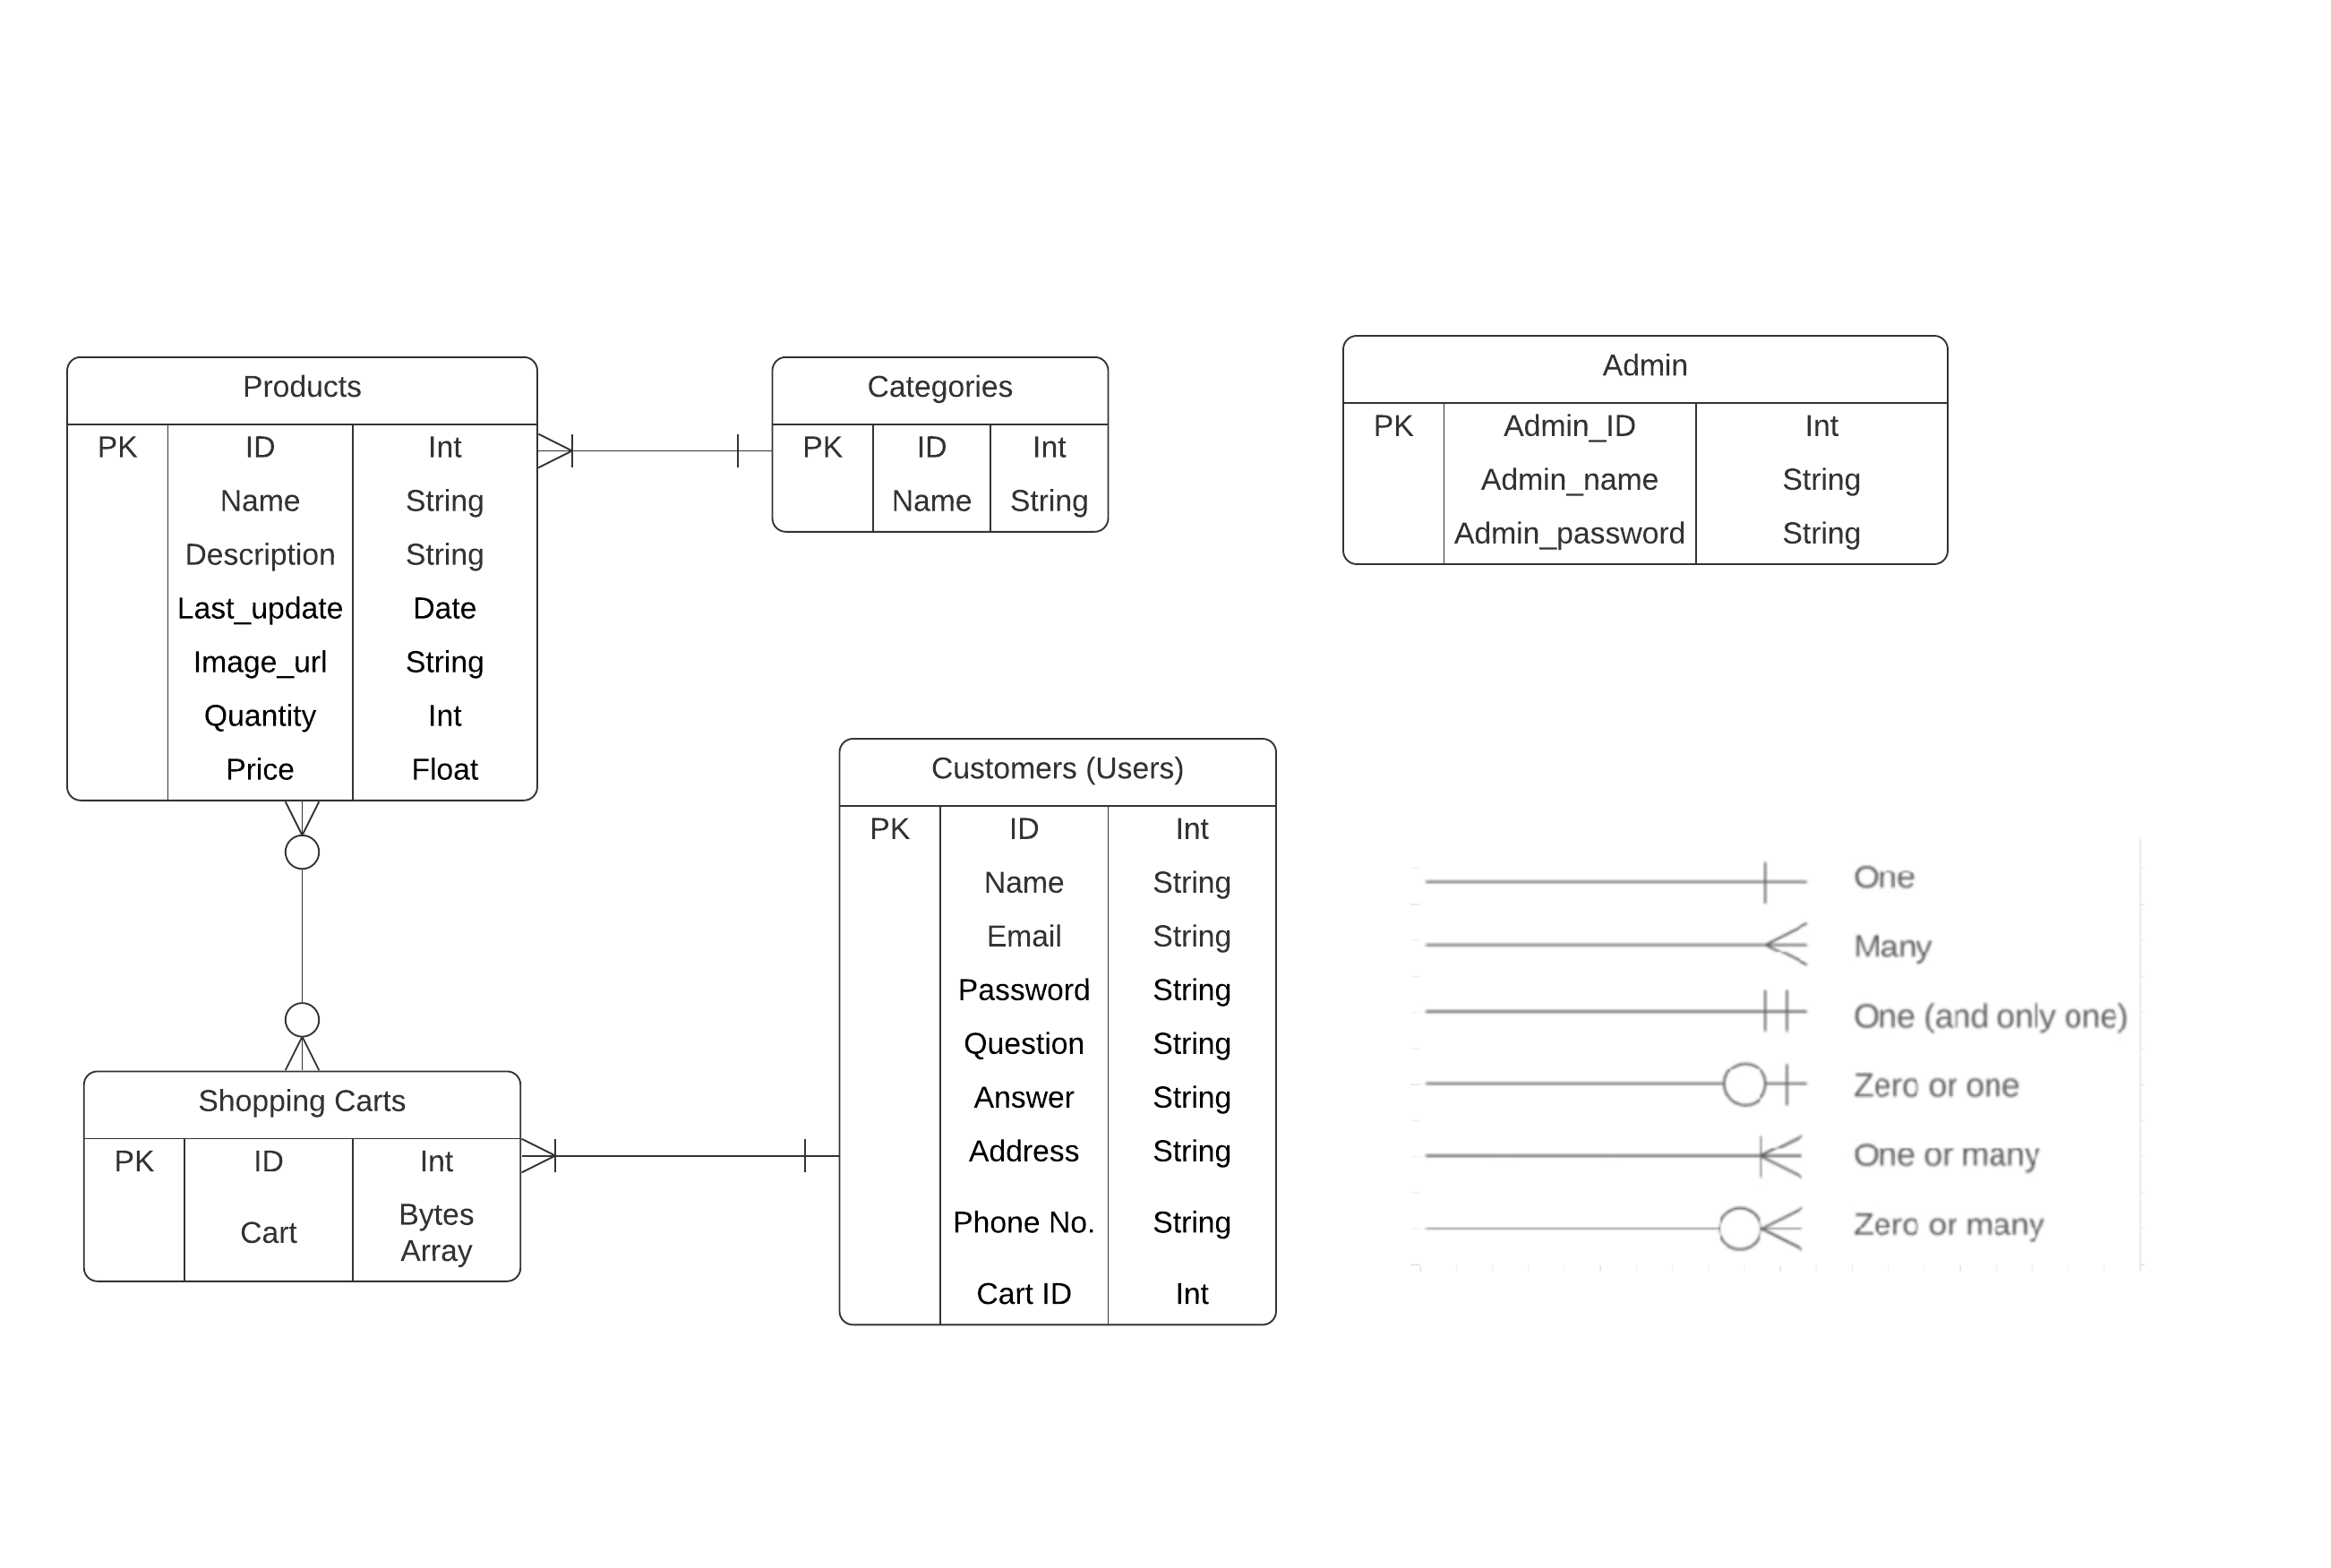 Products
PK ID Int
Name String
Description String
Last_update Date
Image_url String
Quantity Int
Price Float
Categories
PK ID Int
Name String
Admin
PK Admin_ID Int
Admin_name String
Admin_password String
Customers (Users)
PK ID Int
Name String
Email String
Password String
Question String
Answer String
Address String
Phone No. String
Cart ID Int
Shopping Carts
PK ID Int
Cart Bytes
Array
One
Many
One (and only one)
Zero or one
One or many
Zero or many